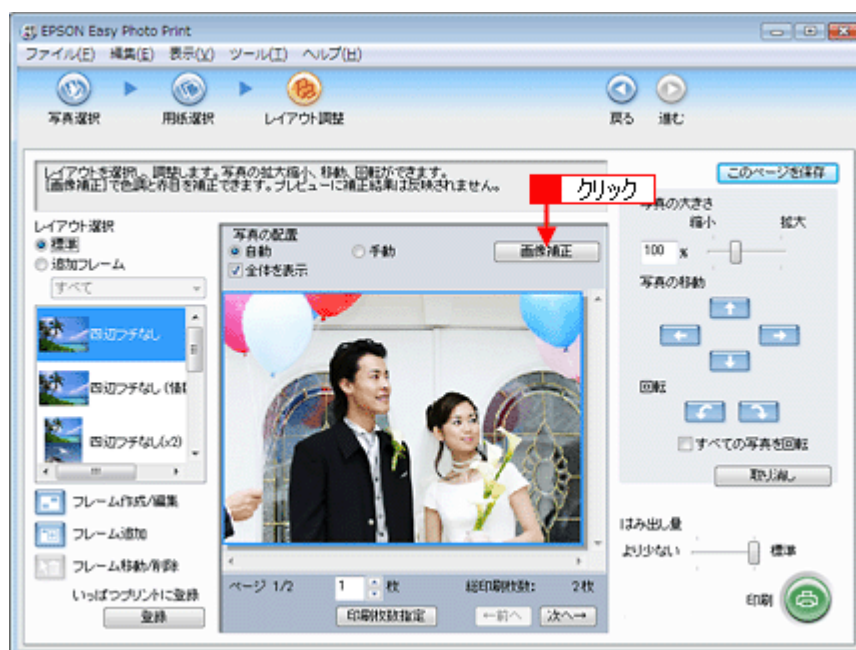 EPSON Easy Photo Print
ファイル(F) 編集(E) 表示(V) ツール(T) ヘルプ(H)
写真選択 用紙選択 レイアウト調整 戻る 進む
レイアウトを選択し、調整します。写真の拡大縮小、移動、回転ができます。
[画像補正]で色調と赤目を補正できます。プレビューに補正結果は反映されません。
クリック
このページを保存
レイアウト選択
標準
追加フレーム
すべて
四辺フチなし
四辺フチなし(x2)
フレーム作成/編集
フレーム追加
フレーム移動/削除
いっぱつプリントに登録
登録
写真の配置
自動 手動
画像補正
全体を表示
ページ 1/2 1 枚 総印刷枚数: 2枚
印刷枚数指定 ←前へ 次へ→
写真の大きさ
縮小 拡大
100 %
写真の移動
回転
すべての写真を回転
取り消し
はみ出し量
より少ない 標準
印刷